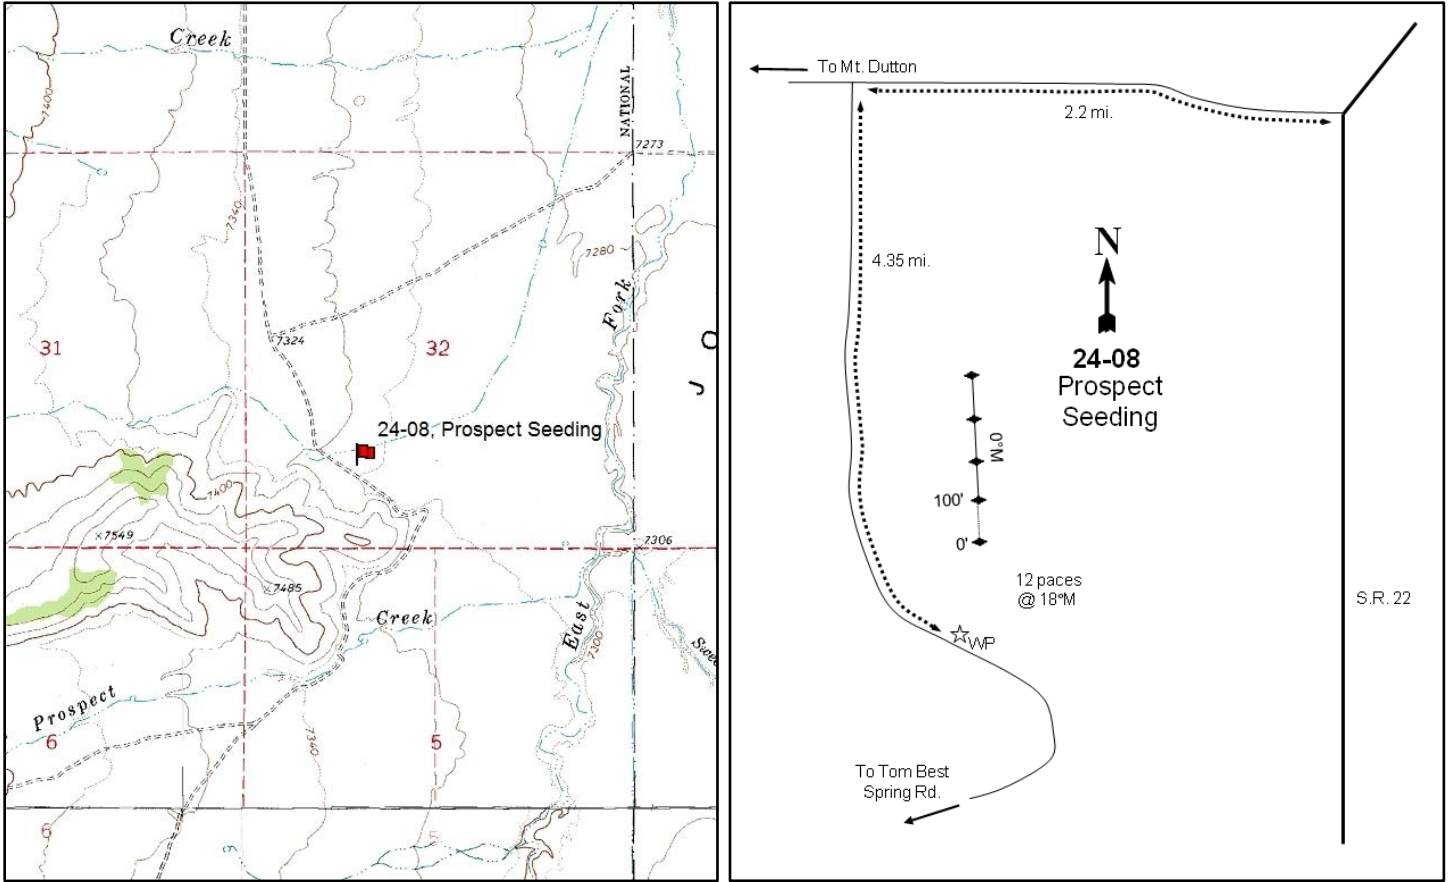 Creek
7400
NATIONAL
7273
7340
7280
Fork
7324
31
32
J O
24-08, Prospect Seeding
7400
×7549
7306
×7485
Creek
East
7300
Swee
Prospect
6
5
7340
6
5
To Mt. Dutton
2.2 mi.
4.35 mi.
N
24-08
Prospect
Seeding
0°M
100'
0'
12 paces
@ 18°M
S.R. 22
WP
To Tom Best
Spring Rd.